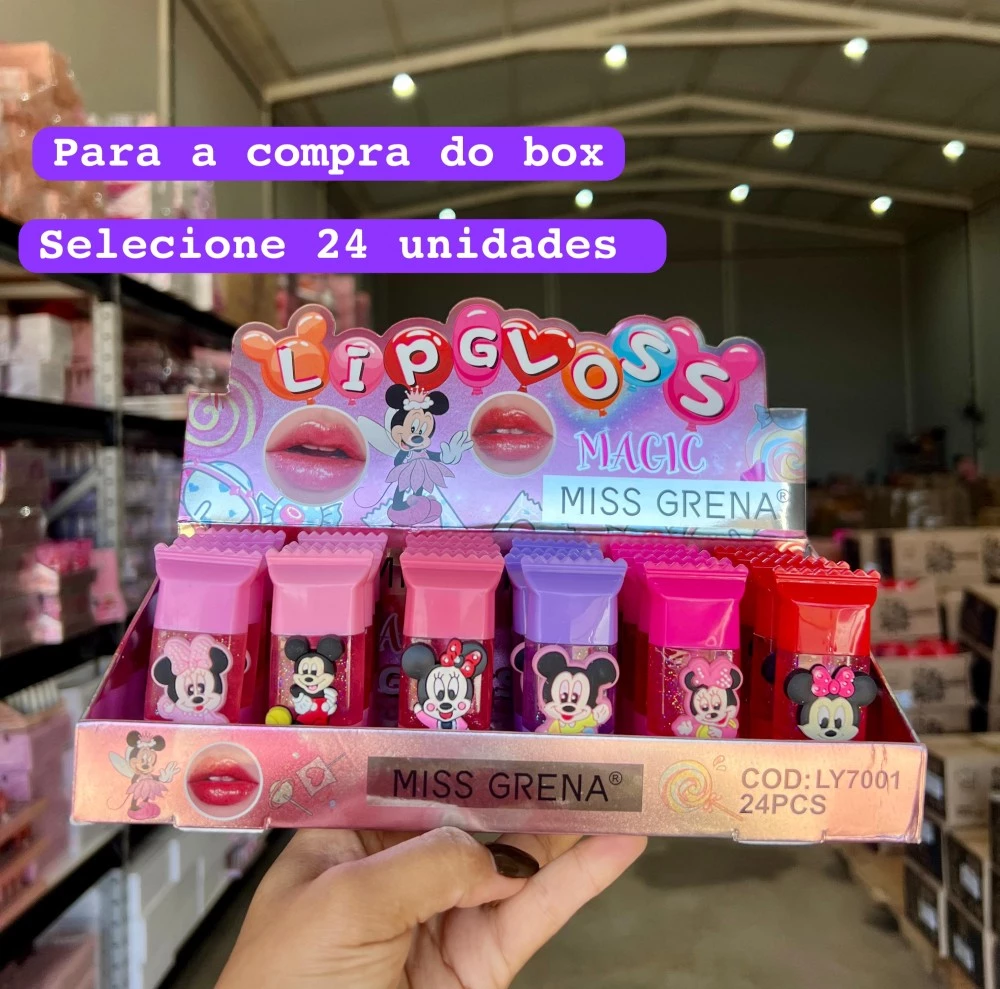 Para a compra do box
Selecione 24 unidades
LIPGLOSS
MAGIC
MISS GRENA®
MISS GRENA®
COD:LY7001
24PCS